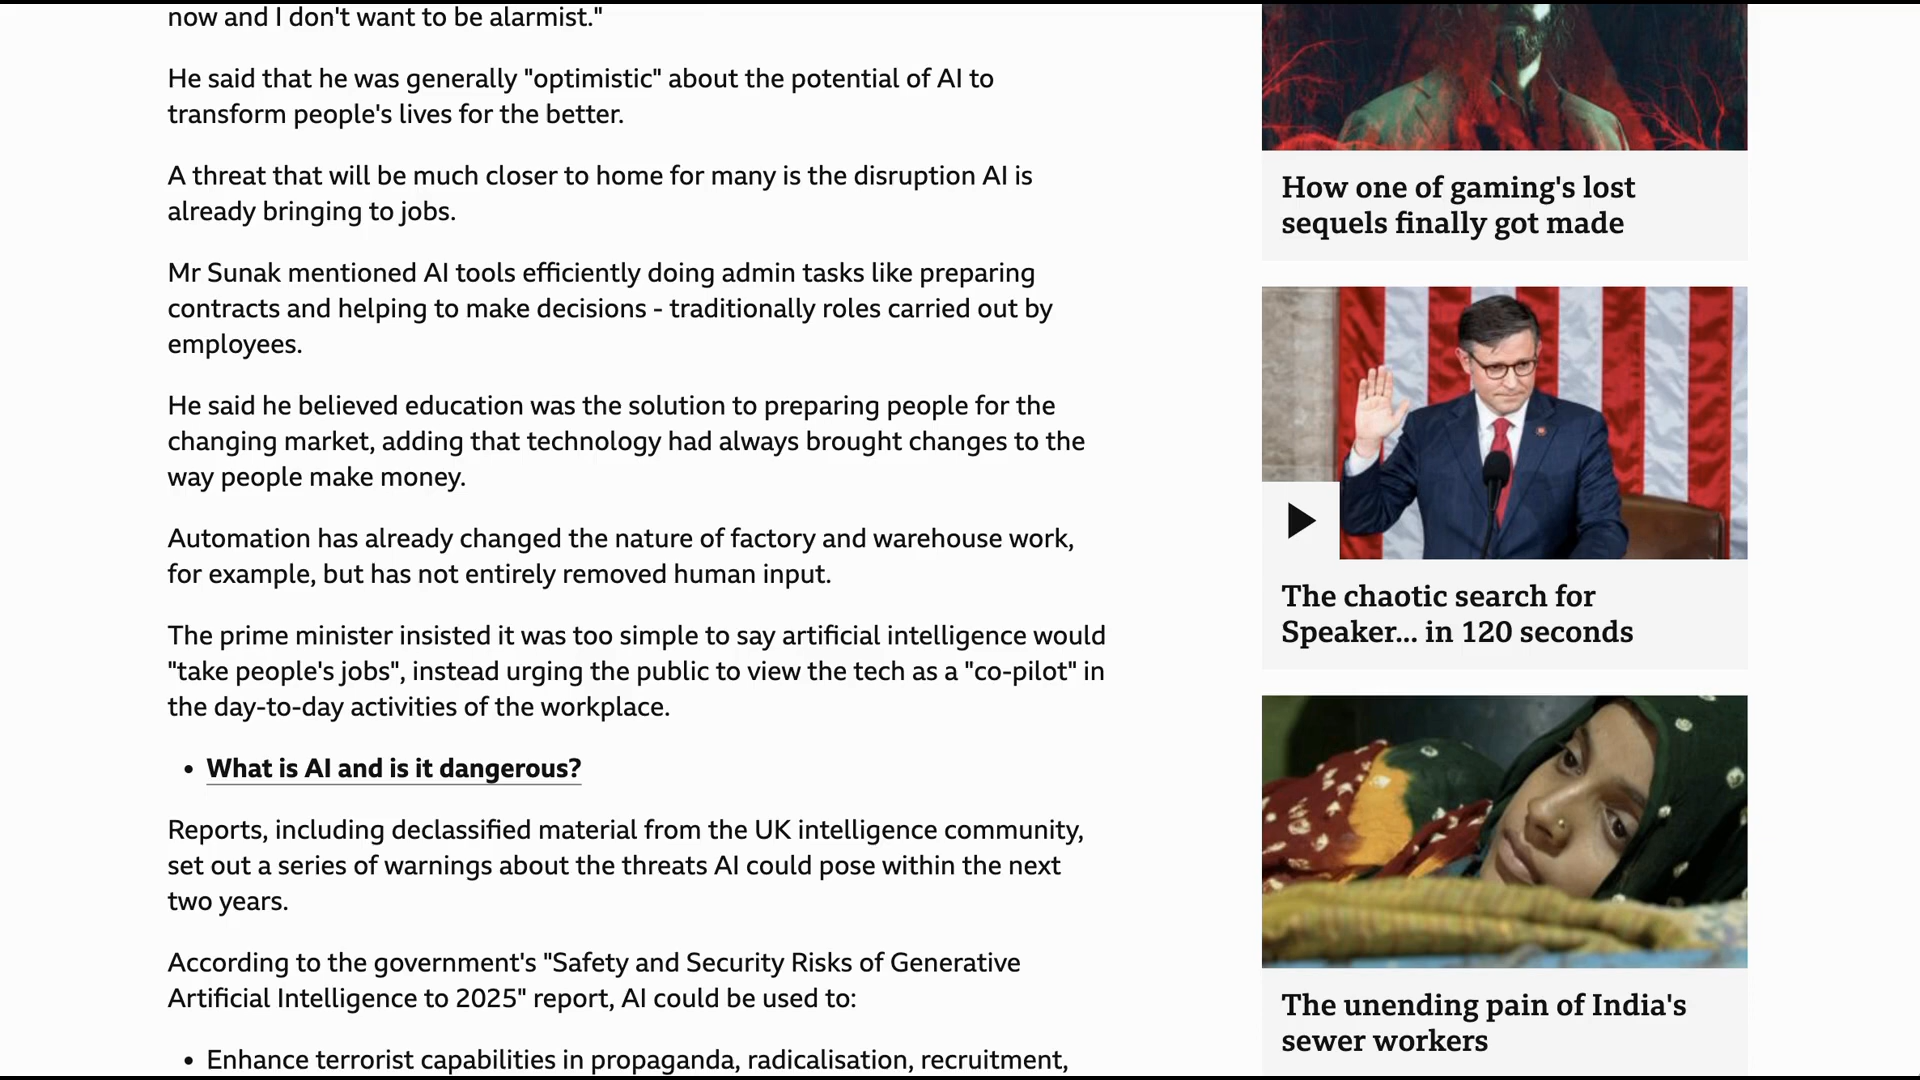 now and I don't want to be alarmist."
He said that he was generally "optimistic" about the potential of AI to
transform people's lives for the better.
A threat that will be much closer to home for many is the disruption AI is
already bringing to jobs.
Mr Sunak mentioned AI tools efficiently doing admin tasks like preparing
contracts and helping to make decisions - traditionally roles carried out by
employees.
He said he believed education was the solution to preparing people for the
changing market, adding that technology had always brought changes to the
way people make money.
Automation has already changed the nature of factory and warehouse work,
for example, but has not entirely removed human input.
The prime minister insisted it was too simple to say artificial intelligence would
"take people's jobs", instead urging the public to view the tech as a "co-pilot" in
the day-to-day activities of the workplace.
• What is AI and is it dangerous?
Reports, including declassified material from the UK intelligence community,
set out a series of warnings about the threats AI could pose within the next
two years.
According to the government's "Safety and Security Risks of Generative
Artificial Intelligence to 2025" report, AI could be used to:
• Enhance terrorist capabilities in propaganda, radicalisation, recruitment,
How one of gaming's lost
sequels finally got made
The chaotic search for
Speaker... in 120 seconds
The unending pain of India's
sewer workers